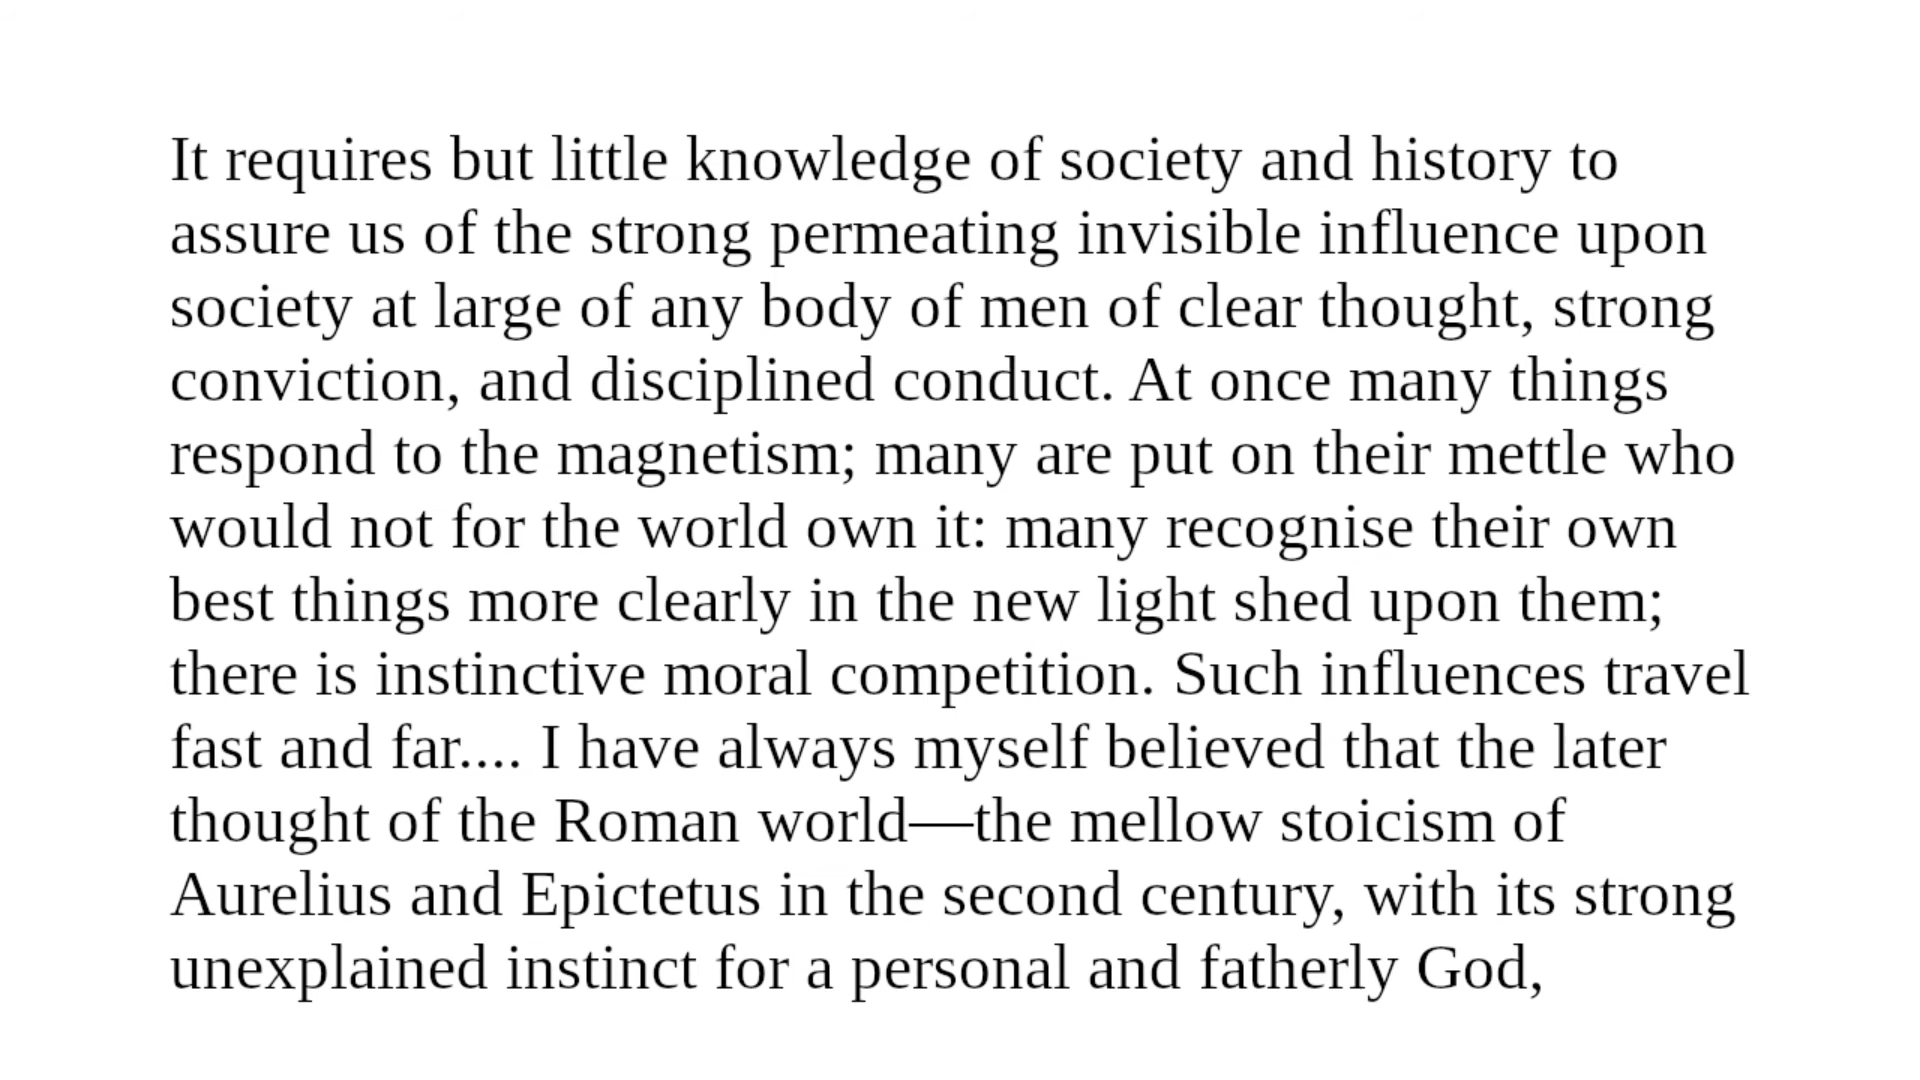 It requires but little knowledge of society and history to
assure us of the strong permeating invisible influence upon
society at large of any body of men of clear thought, strong
conviction, and disciplined conduct. At once many things
respond to the magnetism; many are put on their mettle who
would not for the world own it: many recognise their own
best things more clearly in the new light shed upon them;
there is instinctive moral competition. Such influences travel
fast and far.... I have always myself believed that the later
thought of the Roman world—the mellow stoicism of
Aurelius and Epictetus in the second century, with its strong
unexplained instinct for a personal and fatherly God,